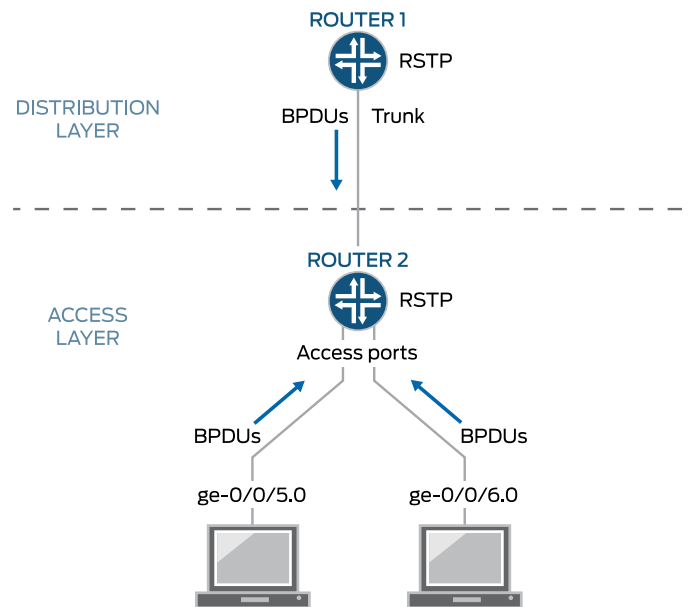 ROUTER 1
RSTP
DISTRIBUTION
LAYER
BPDUs
Trunk
ROUTER 2
RSTP
ACCESS
LAYER
Access ports
BPDUs
BPDUs
ge-0/0/5.0
ge-0/0/6.0